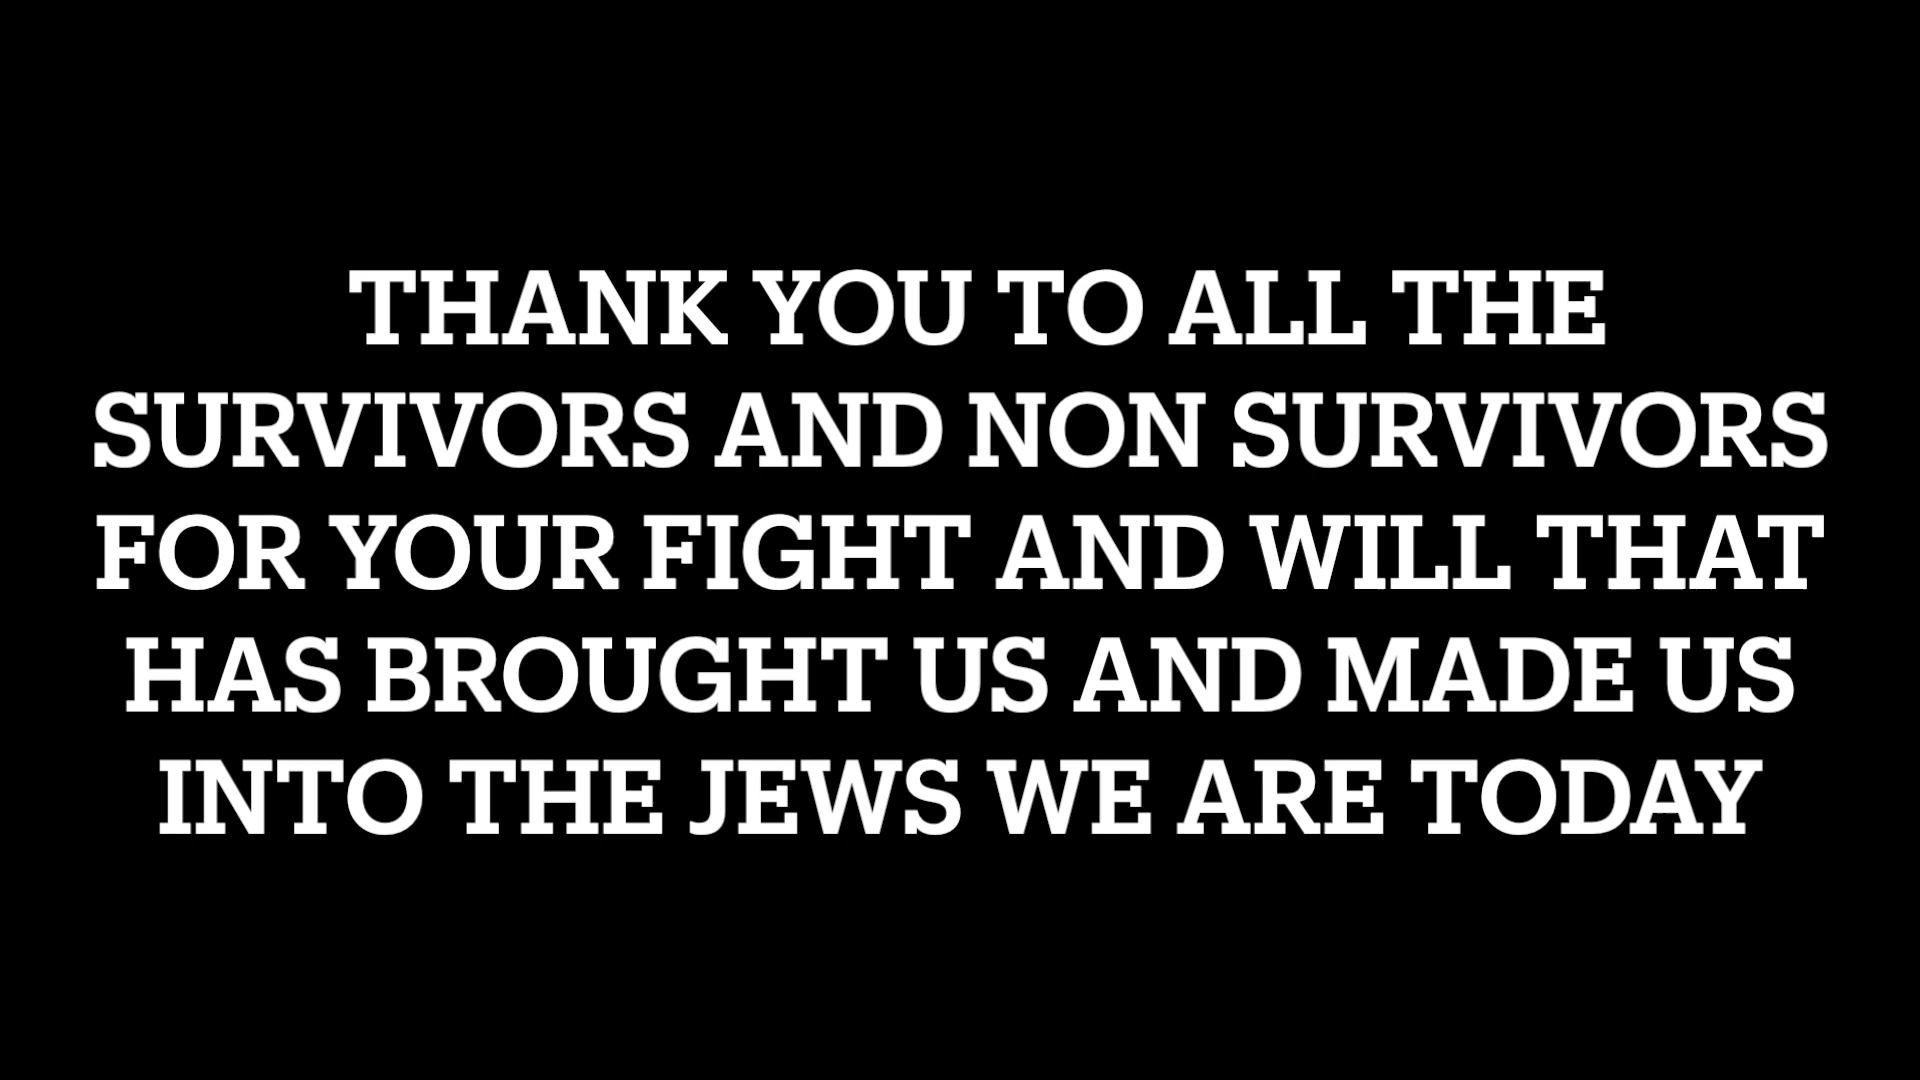 THANK YOU TO ALL THE
SURVIVORS AND NON SURVIVORS
FOR YOUR FIGHT AND WILL THAT
HAS BROUGHT US AND MADE US
INTO THE JEWS WE ARE TODAY